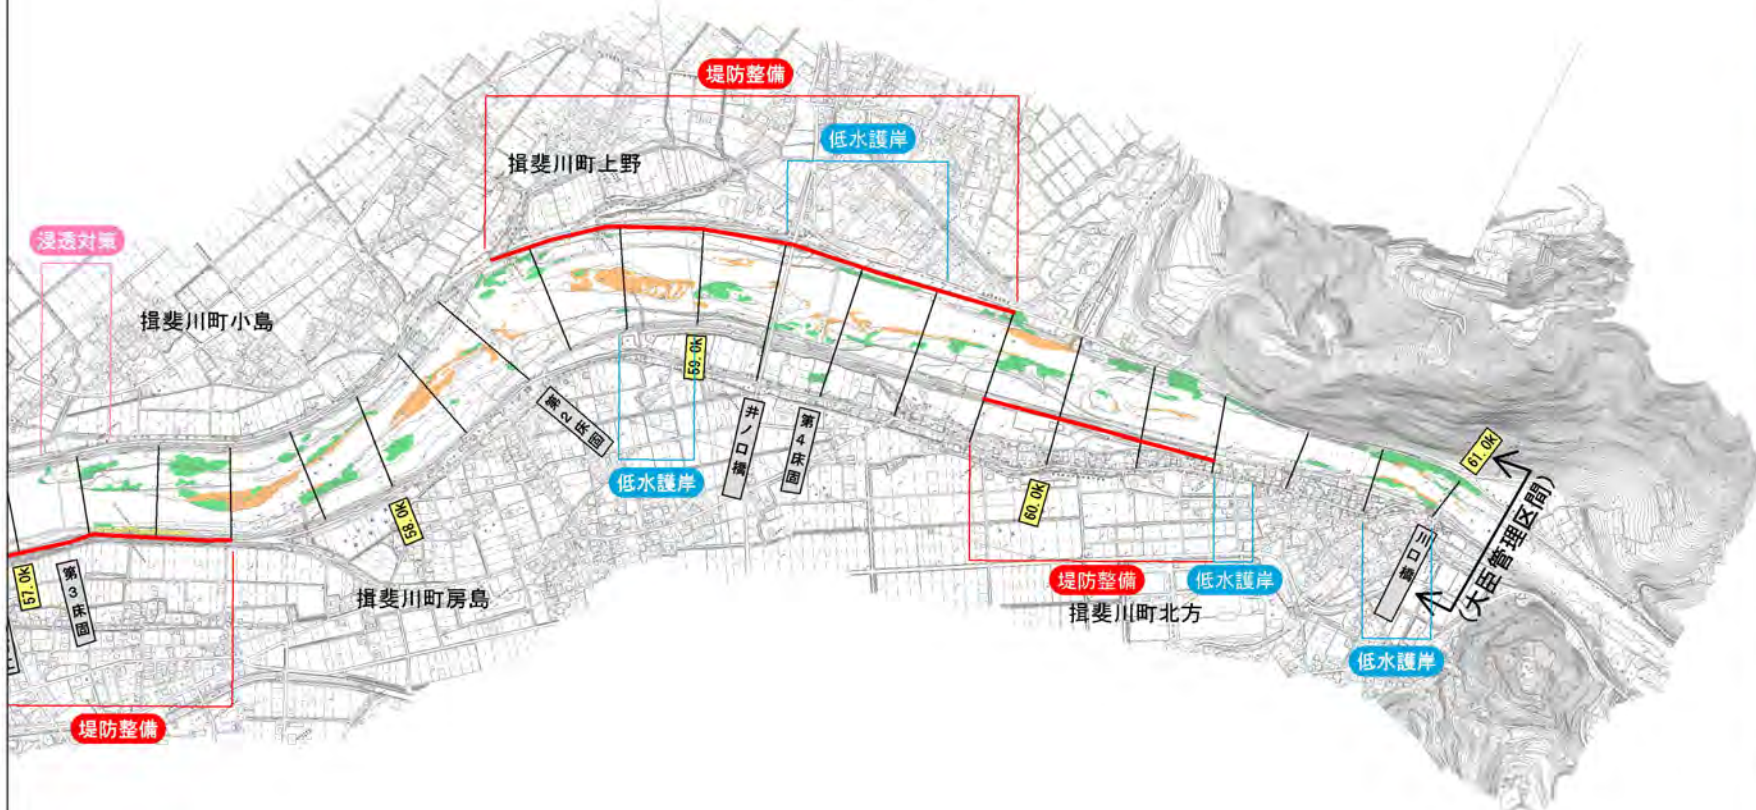 堤防整備
低水護岸
揖斐川町上野
浸透対策
揖斐川町小島
59.0K
第2床固
井ノ口橋
第4床固
低水護岸
58.0K
60.0K
61.0K
(大臣管理区間)
川口橋
57.0K
第3床固
揖斐川町房島
堤防整備
低水護岸
揖斐川町北方
低水護岸
堤防整備